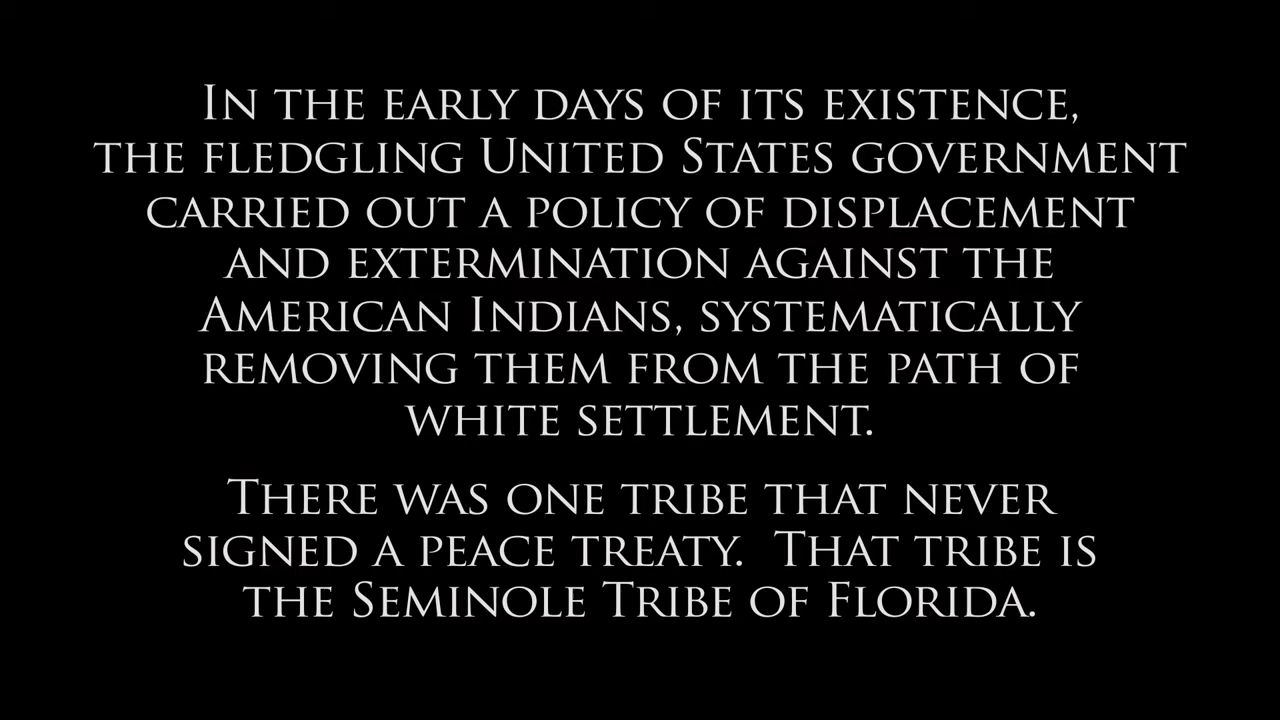 In the early days of its existence,
the fledgling United States government
carried out a policy of displacement
and extermination against the
American Indians, systematically
removing them from the path of
white settlement.
There was one tribe that never
signed a peace treaty.  That tribe is
the Seminole Tribe of Florida.